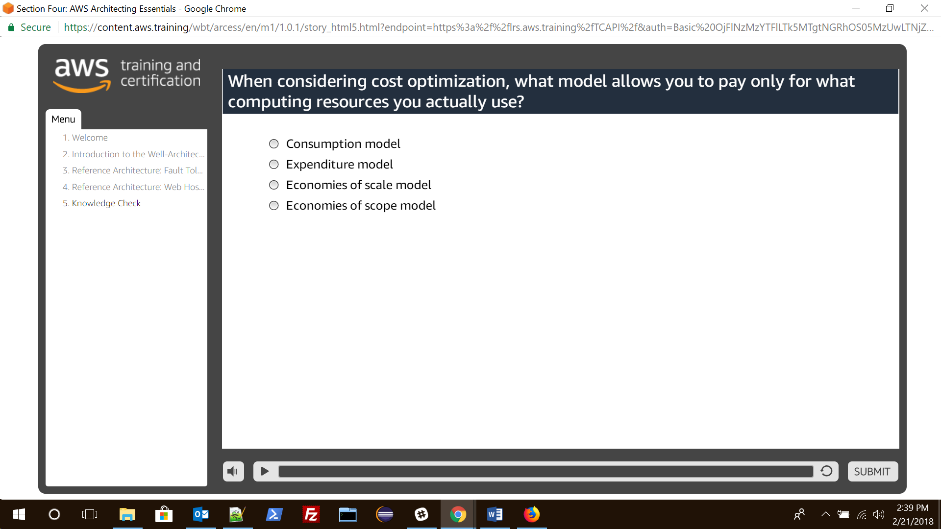 Section Four: AWS Architecting Essentials - Google Chrome
Secure
https://content.aws.training/wbt/arcess/en/m1/1.0.1/story_html5.html?endpoint=https%3a%2f%2flrs.aws.training%2fTCAPI%2f&auth=Basic%20OjFlNzMzYTFlLTk5MTgtNGRhOS05MzUwLTNjZ...
aws training and
certification
When considering cost optimization, what model allows you to pay only for what
computing resources you actually use?
Menu
1. Welcome
2. Introduction to the Well-Architec...
3. Reference Architecture: Fault Tol...
4. Reference Architecture: Web Hos...
5. Knowledge Check
Consumption model
Expenditure model
Economies of scale model
Economies of scope model
SUBMIT
2:39 PM
2/21/2018